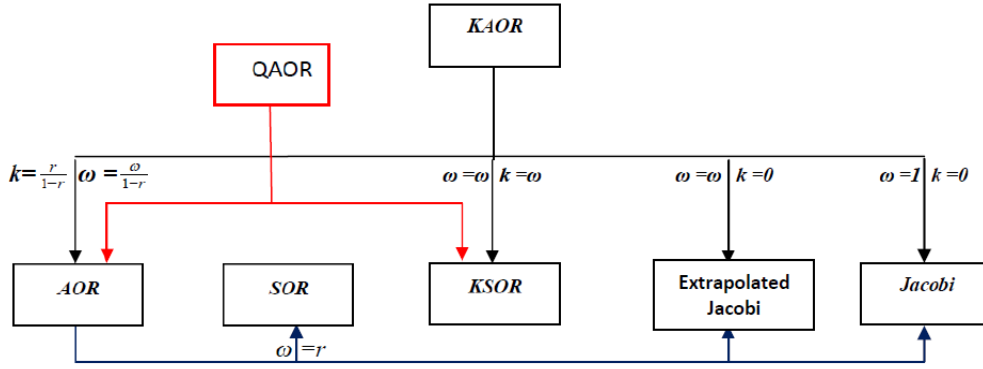 KAOR
QAOR
k=r/1−r ω=ω/1−r
ω=ω k=ω
ω=ω k=0
ω=1 k=0
AOR
SOR
KSOR
Extrapolated
Jacobi
Jacobi
ω=r